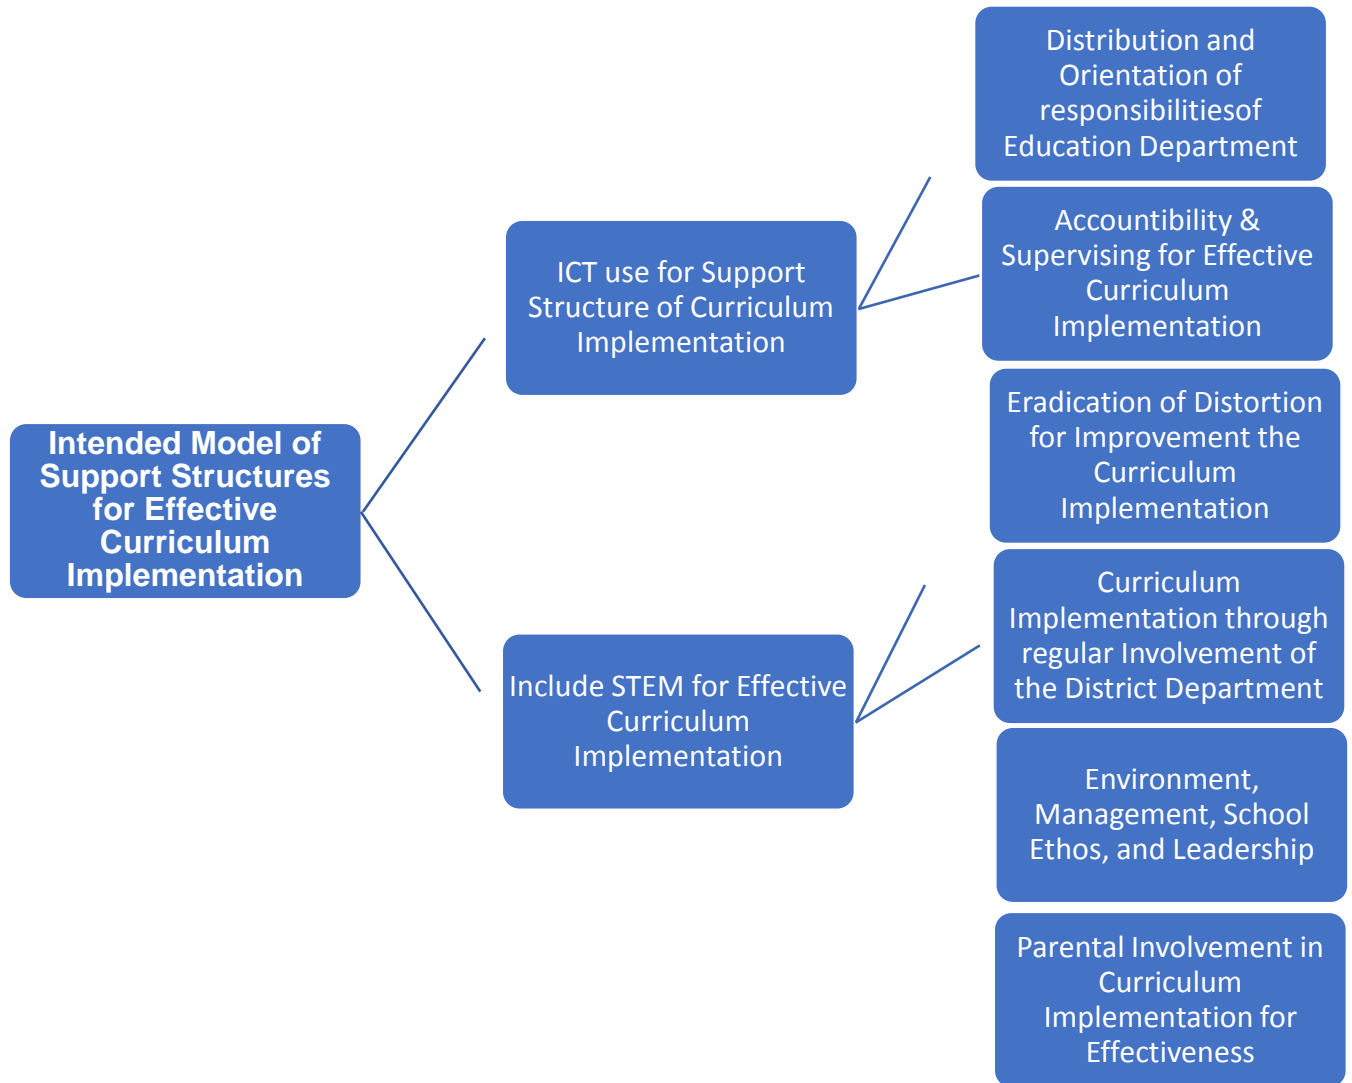 Intended Model of
Support Structures
for Effective
Curriculum
Implementation
ICT use for Support
Structure of Curriculum
Implementation
Include STEM for Effective
Curriculum
Implementation
Distribution and
Orientation of
responsibilitiesof
Education Department
Accountibility &
Supervising for Effective
Curriculum
Implementation
Eradication of Distortion
for Improvement the
Curriculum
Implementation
Curriculum
Implementation through
regular Involvement of
the District Department
Environment,
Management, School
Ethos, and Leadership
Parental Involvement in
Curriculum
Implementation for
Effectiveness